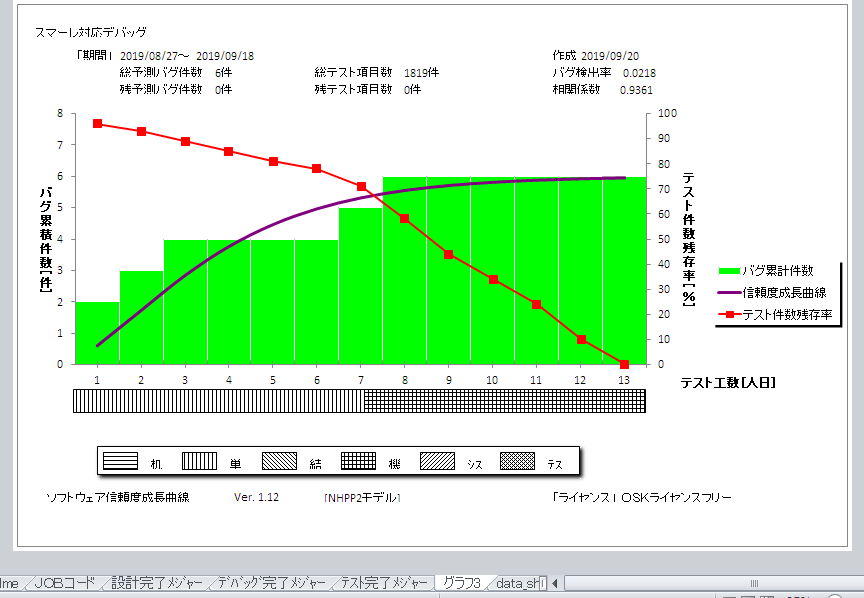 スマーレ対応デバッグ
「期間」 2019/08/27～ 2019/09/18
作成 2019/09/20
総予測バグ件数 6件
総テスト項目数 1819件
バグ検出率 0.0218
残予測バグ件数 0件
残テスト項目数 0件
相関係数 0.9361
8
7
6
5
4
3
2
1
0
バグ累積件数[件]
100
90
80
70
60
50
40
30
20
10
0
テスト件数残存率[%]
バグ累計件数
信頼度成長曲線
テスト件数残存率
1 2 3 4 5 6 7 8 9 10 11 12 13
テスト工数[人日]
机 単 結 機 シス テス
ソフトウェア信頼度成長曲線 Ver. 1.12 [NHPP2モデル] 「ライセンス」OSKライセンスフリー
JOBコード 設計完了メジャー デバッグ完了メジャー テスト完了メジャー グラフ3 data_sh